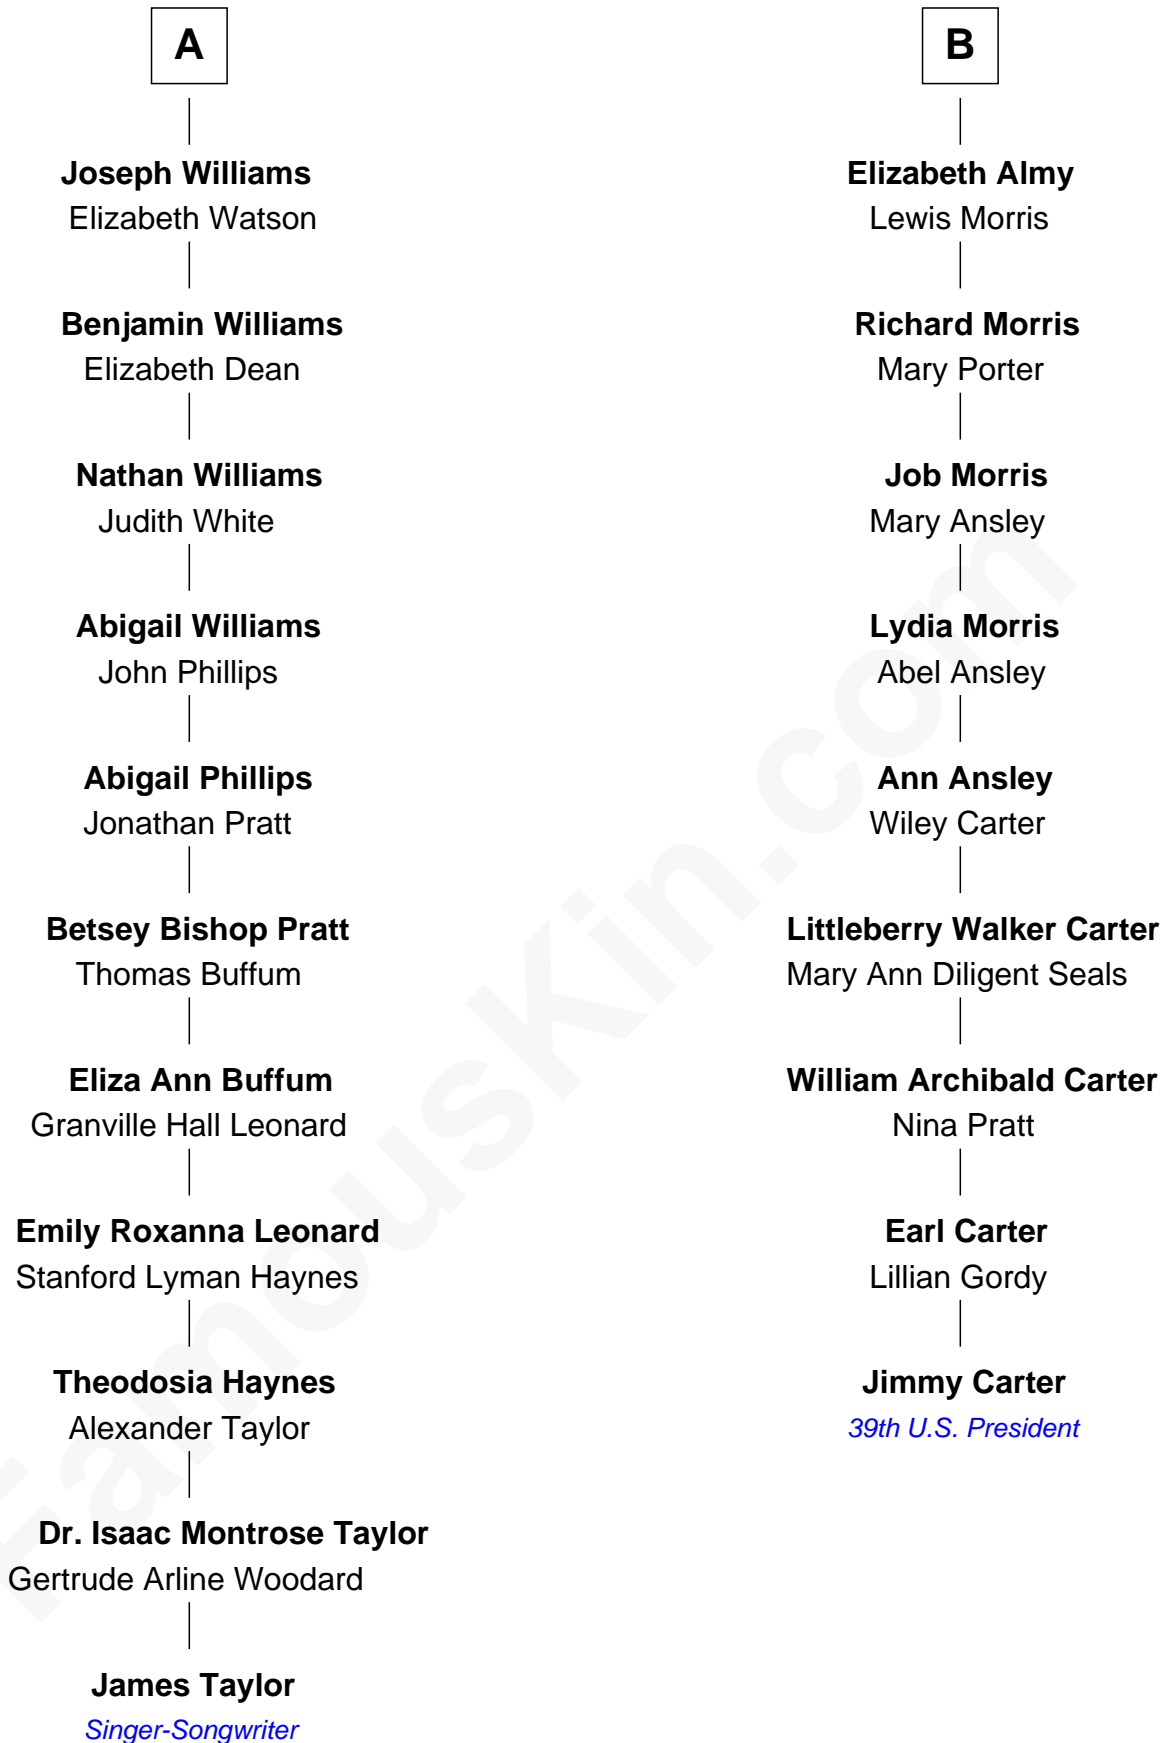 A
Joseph Williams
Elizabeth Watson
Benjamin Williams
Elizabeth Dean
Nathan Williams
Judith White
Abigail Williams
John Phillips
Abigail Phillips
Jonathan Pratt
Betsey Bishop Pratt
Thomas Buffum
Eliza Ann Buffum
Granville Hall Leonard
Emily Roxanna Leonard
Stanford Lyman Haynes
Theodosia Haynes
Alexander Taylor
Dr. Isaac Montrose Taylor
Gertrude Arline Woodard
James Taylor
Singer-Songwriter
B
Elizabeth Almy
Lewis Morris
Richard Morris
Mary Porter
Job Morris
Mary Ansley
Lydia Morris
Abel Ansley
Ann Ansley
Wiley Carter
Littleberry Walker Carter
Mary Ann Diligent Seals
William Archibald Carter
Nina Pratt
Earl Carter
Lillian Gordy
Jimmy Carter
39th U.S. President
FamousKin.com